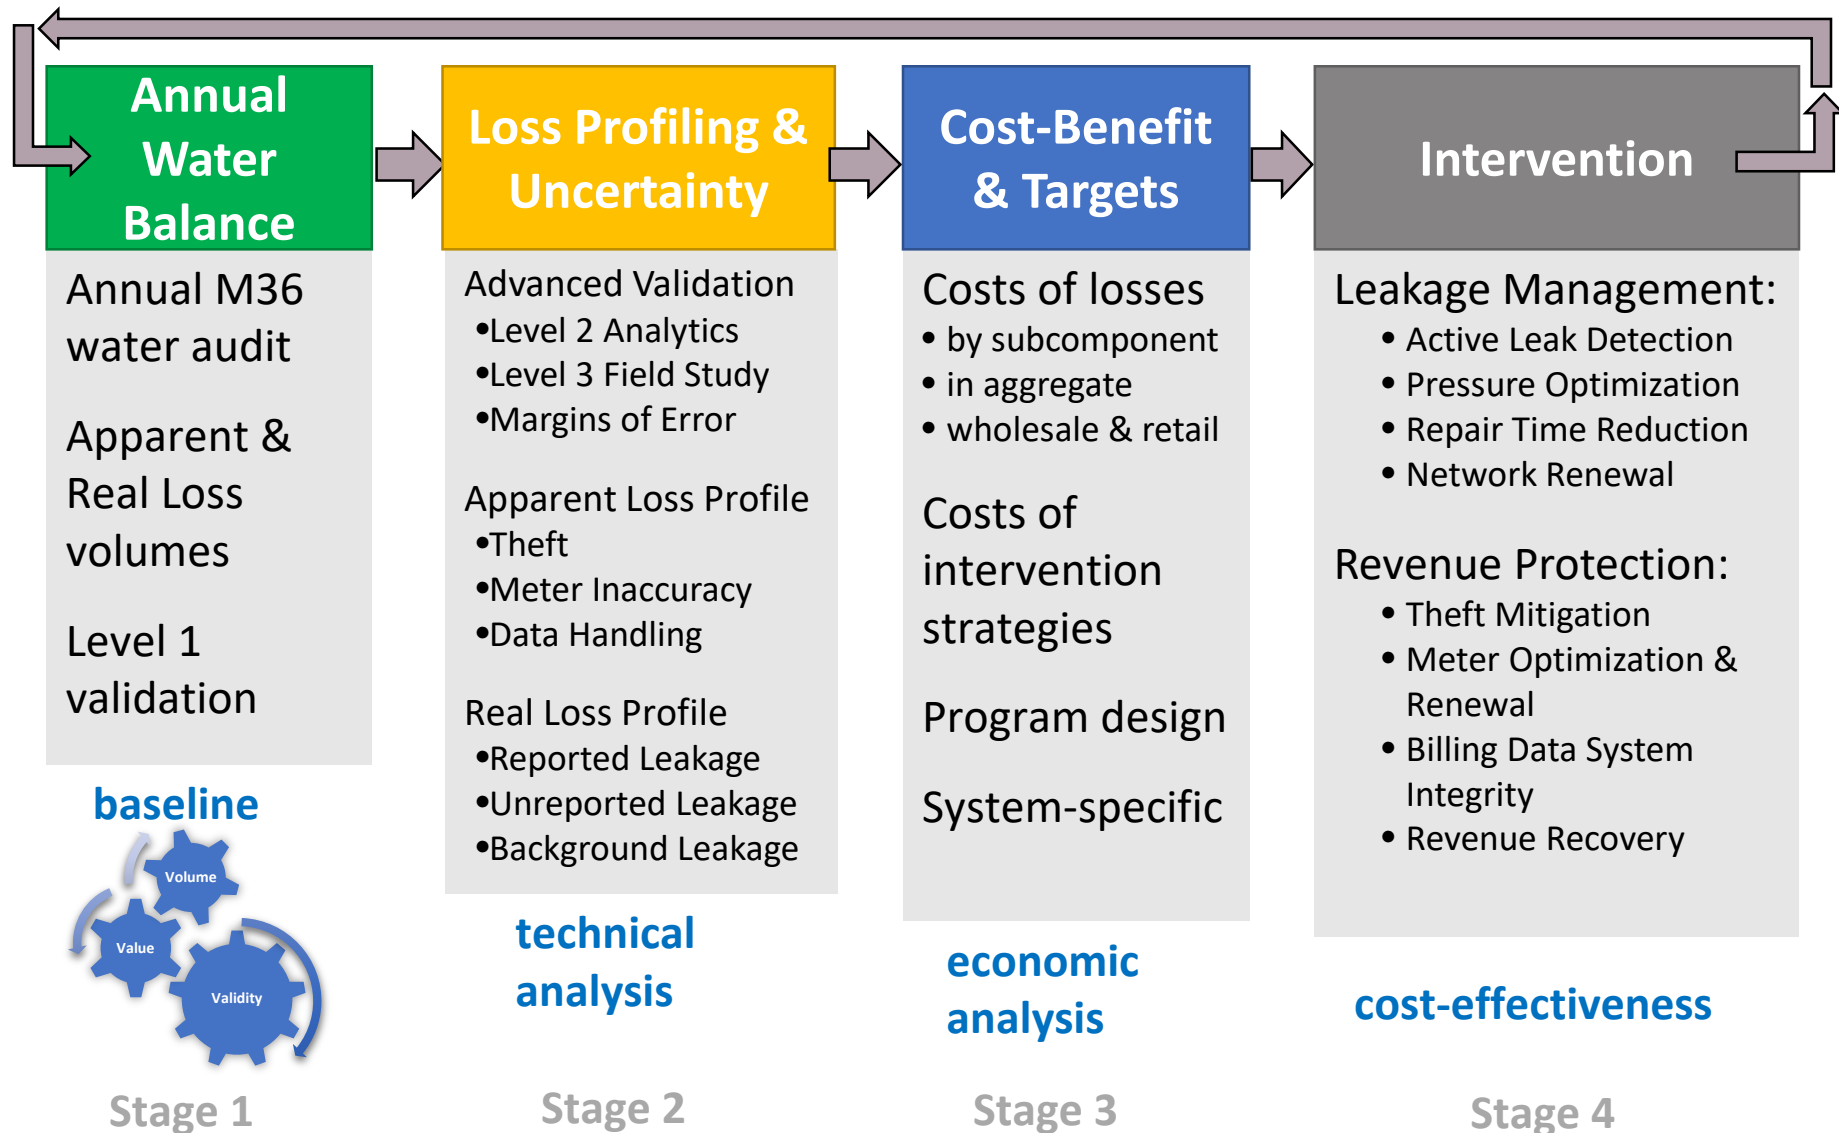 Annual
Water
Balance
Annual M36
water audit
Apparent &
Real Loss
volumes
Level 1
validation
baseline
Volume
Value
Validity
Stage 1
Loss Profiling &
Uncertainty
Advanced Validation
•Level 2 Analytics
•Level 3 Field Study
•Margins of Error
Apparent Loss Profile
•Theft
•Meter Inaccuracy
•Data Handling
Real Loss Profile
•Reported Leakage
•Unreported Leakage
•Background Leakage
technical
analysis
Stage 2
Cost-Benefit
& Targets
Costs of losses
• by subcomponent
• in aggregate
• wholesale & retail
Costs of
intervention
strategies
Program design
System-specific
economic
analysis
Stage 3
Intervention
Leakage Management:
• Active Leak Detection
• Pressure Optimization
• Repair Time Reduction
• Network Renewal
Revenue Protection:
• Theft Mitigation
• Meter Optimization &
Renewal
• Billing Data System
Integrity
• Revenue Recovery
cost-effectiveness
Stage 4